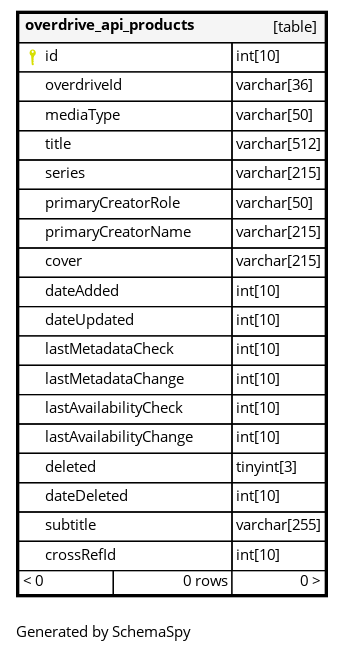 overdrive_api_products [table]
id int[10]
overdriveId varchar[36]
mediaType varchar[50]
title varchar[512]
series varchar[215]
primaryCreatorRole varchar[50]
primaryCreatorName varchar[215]
cover varchar[215]
dateAdded int[10]
dateUpdated int[10]
lastMetadataCheck int[10]
lastMetadataChange int[10]
lastAvailabilityCheck int[10]
lastAvailabilityChange int[10]
deleted tinyint[3]
dateDeleted int[10]
subtitle varchar[255]
crossRefId int[10]
< 0 0 rows 0 >
Generated by SchemaSpy